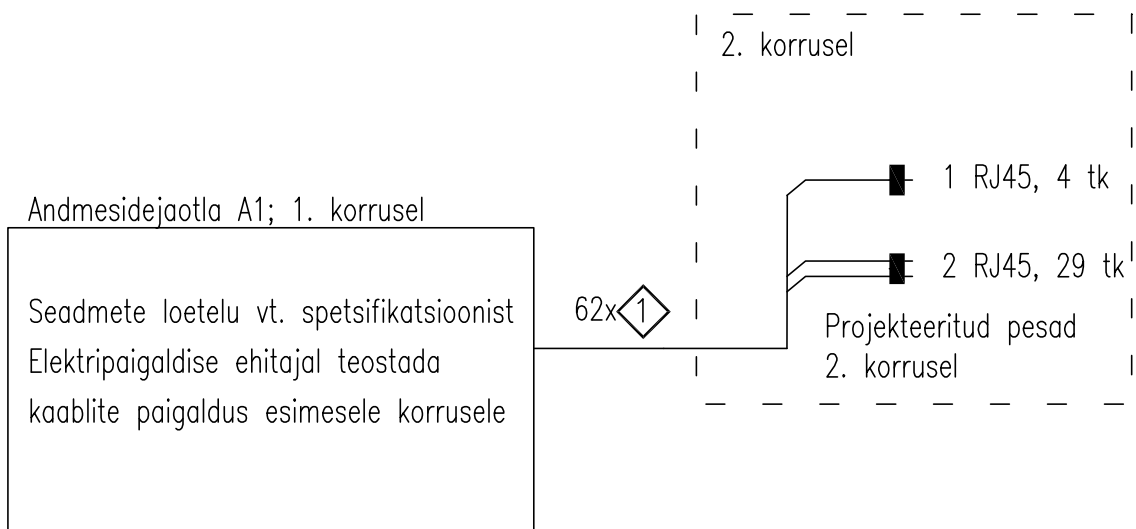 2. korrusel
1 RJ45, 4 tk
Andmesidejaotla A1; 1. korrusel
2 RJ45, 29 tk
Seadmete loetelu vt. spetsifikatsioonist
Elektripaigaldise ehitajal teostada
kaablite paigaldus esimesele korrusele
62x 1
Projekteeritud pesad
2. korrusel